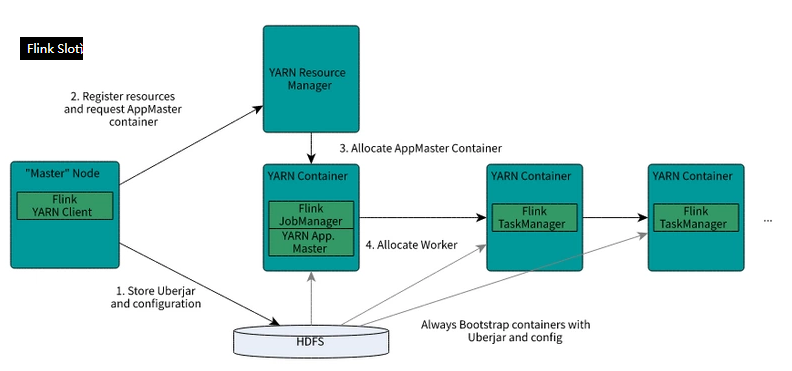 Flink Slot
YARN Resource
Manager
2. Register resources
and request AppMaster
container
3. Allocate AppMaster Container
"Master" Node
Flink
YARN Client
YARN Container
Flink
JobManager
YARN App.
Master
YARN Container
Flink
TaskManager
YARN Container
Flink
TaskManager
...
4. Allocate Worker
1. Store Uberjar
and configuration
Always Bootstrap containers with
Uberjar and config
HDFS